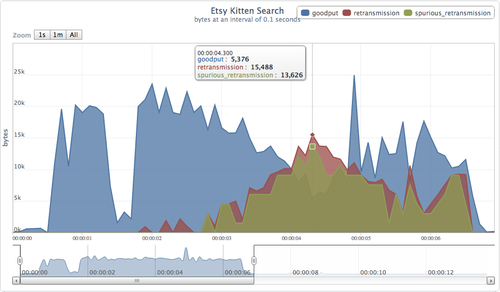 Etsy Kitten Search
bytes at an interval of 0.1 seconds
goodput retransmission spurious_retransmission
Zoom 1s 1m All
00:00:04.300
goodput : 5,376
retransmission : 15,488
spurious_retransmission : 13,626
bytes
25k
20k
15k
10k
5k
0k
00:00:00 00:00:01 00:00:02 00:00:03 00:00:04 00:00:05 00:00:06
00:00:00 00:00:02 00:00:04 00:00:06 00:00:08 00:00:10 00:00:12